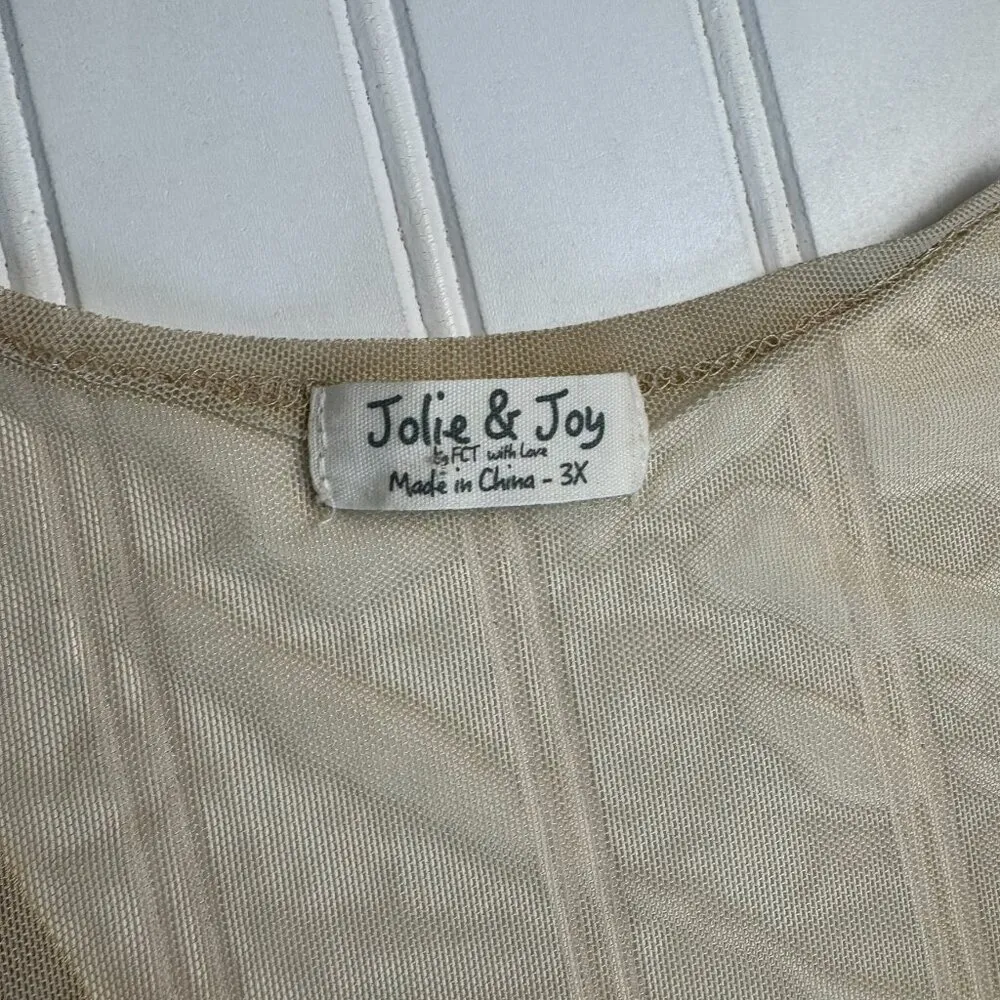 Jolie & Joy
by FCT with Love
Made in China - 3X